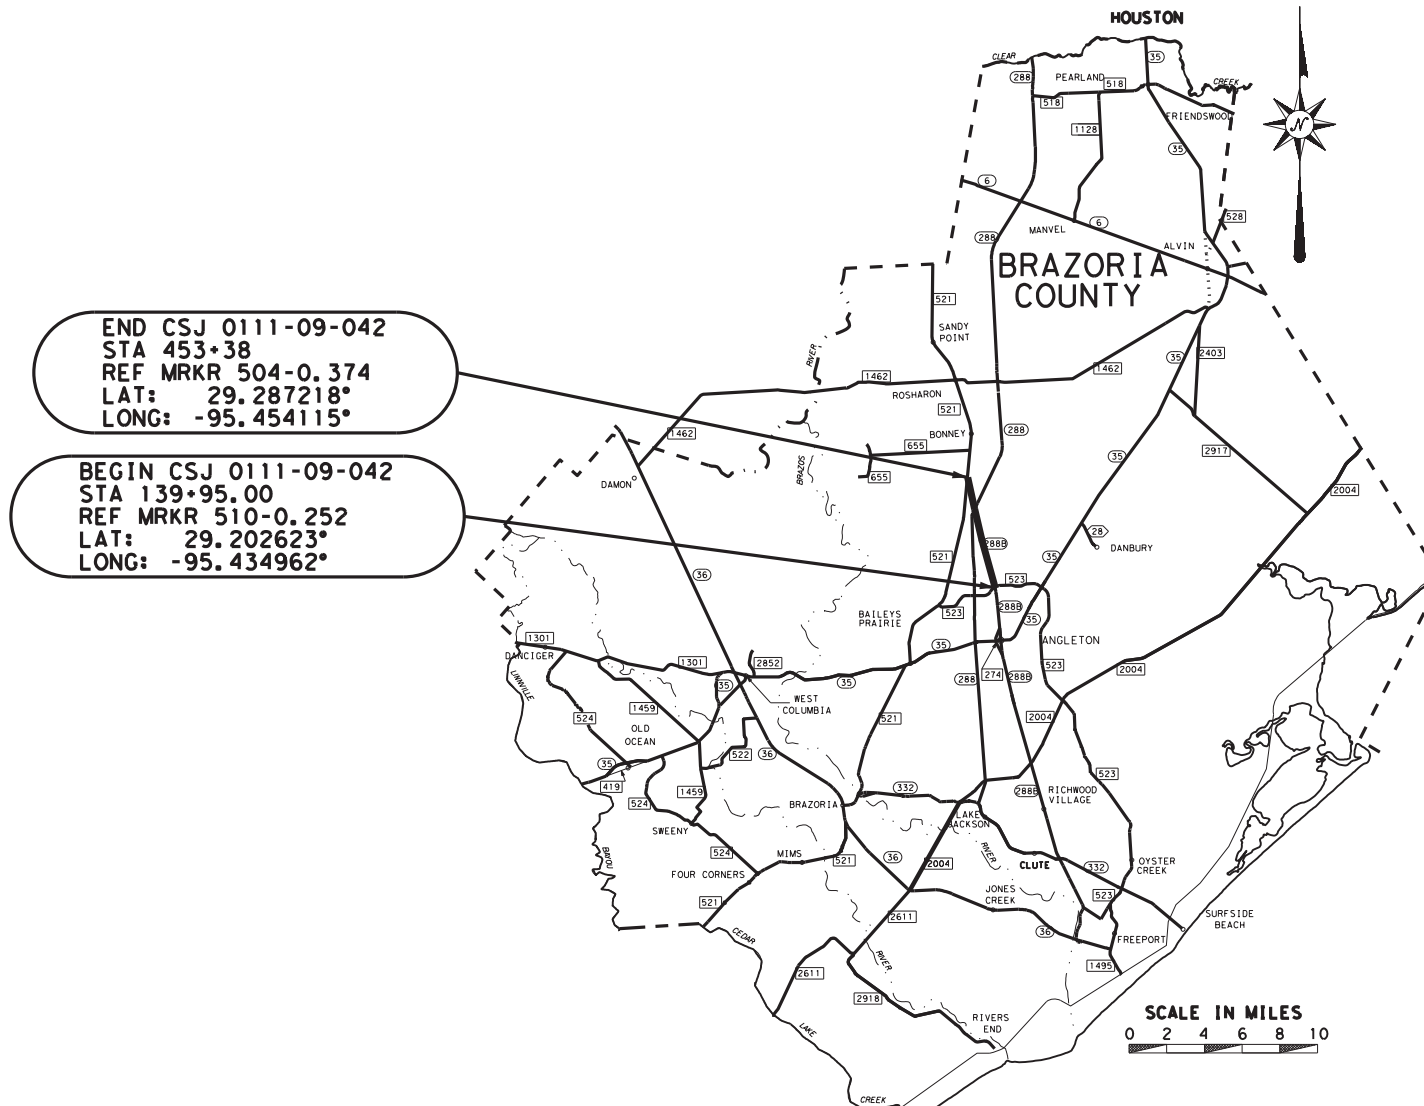 HOUSTON
CLEAR
35
288
PEARLAND
518
CREEK
518
1128
FRIENDSWOOD
35
N
6
6
528
MANVEL
288
ALVIN
BRAZORIA
COUNTY
END CSJ 0111-09-042
STA 453+38
REF MRKR 504-0.374
LAT: 29.287218°
LONG: -95.454115°
521
SANDY
POINT
RIVER
35
2403
1462
1462
ROSHARON
521
BONNEY
288
1462
655
655
35
2917
BEGIN CSJ 0111-09-042
STA 139+95.00
REF MRKR 510-0.252
LAT: 29.202623°
LONG: -95.434962°
DAMON
BRAZOS
2004
28
DANBURY
288B
521
35
36
523
523
288B
35
BAILEYS
PRAIRIE
35
ANGLETON
1301
DANCIGER
1301
2852
274
288B
523
2004
288
LINNVILLE
35
35
WEST
COLUMBIA
524
1459
521
2004
OLD
OCEAN
522
36
35
419
523
332
288B
RICHWOOD
VILLAGE
524
1459
BRAZORIA
LAKE
JACKSON
SWEENY
524
MIMS
521
36
2004
RIVER
CLUTE
332
OYSTER
CREEK
BAYOU
FOUR CORNERS
JONES
CREEK
523
521
2611
SURFSIDE
BEACH
CEDAR
36
FREEPORT
RIVER
1495
2611
2918
LAKE
RIVERS
END
SCALE IN MILES
0 2 4 6 8 10
CREEK